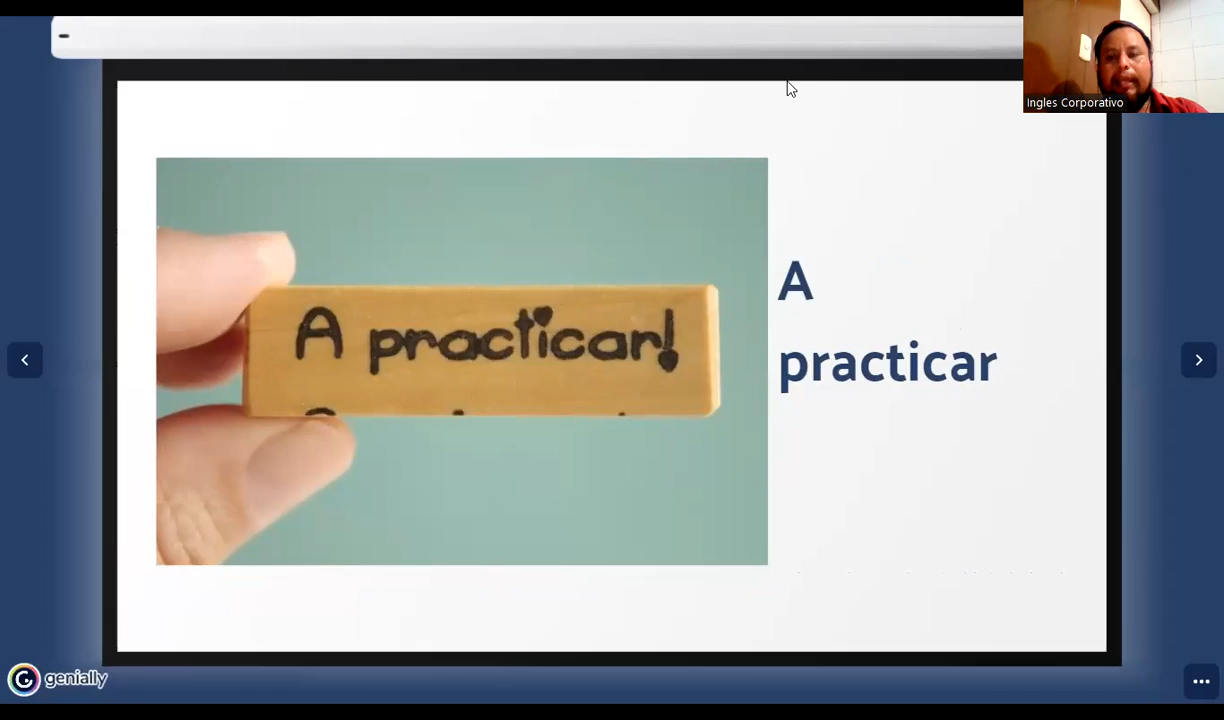 Ingles Corporativo
A practicar!
A
practicar
genially